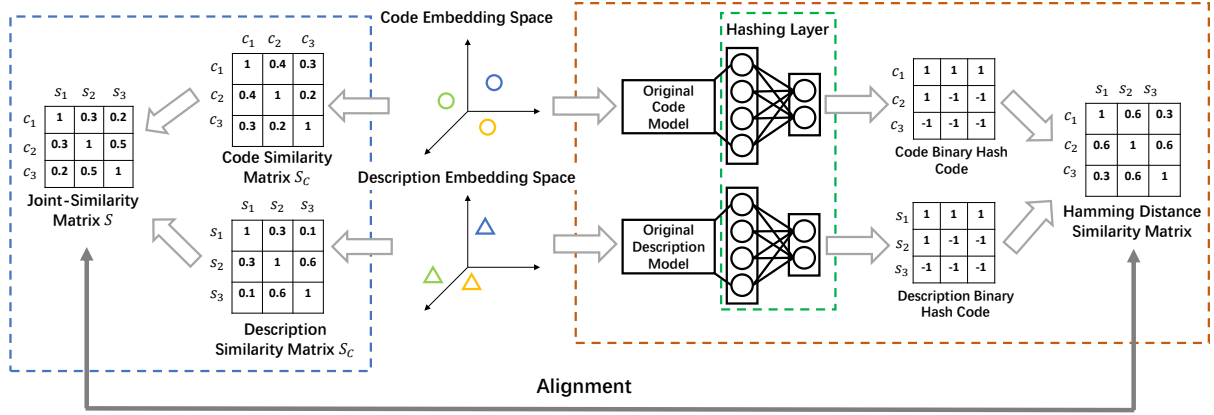 Code Embedding Space
Description Embedding Space
s₁ s₂ s₃
c₁ 1 0.3 0.2
c₂ 0.3 1 0.5
c₃ 0.2 0.5 1
Joint-Similarity
Matrix S
c₁ c₂ c₃
c₁ 1 0.4 0.3
c₂ 0.4 1 0.2
c₃ 0.3 0.2 1
Code Similarity
Matrix S_C
s₁ s₂ s₃
s₁ 1 0.3 0.1
s₂ 0.3 1 0.6
s₃ 0.1 0.6 1
Description
Similarity Matrix S_C
Hashing Layer
Original
Code
Model
Original
Description
Model
c₁ 1 1 1
c₂ 1 -1 -1
c₃ -1 -1 -1
Code Binary Hash
Code
s₁ 1 1 1
s₂ 1 -1 -1
s₃ -1 -1 -1
Description Binary
Hash Code
s₁ s₂ s₃
c₁ 1 0.6 0.3
c₂ 0.6 1 0.6
c₃ 0.3 0.6 1
Hamming Distance
Similarity Matrix
Alignment